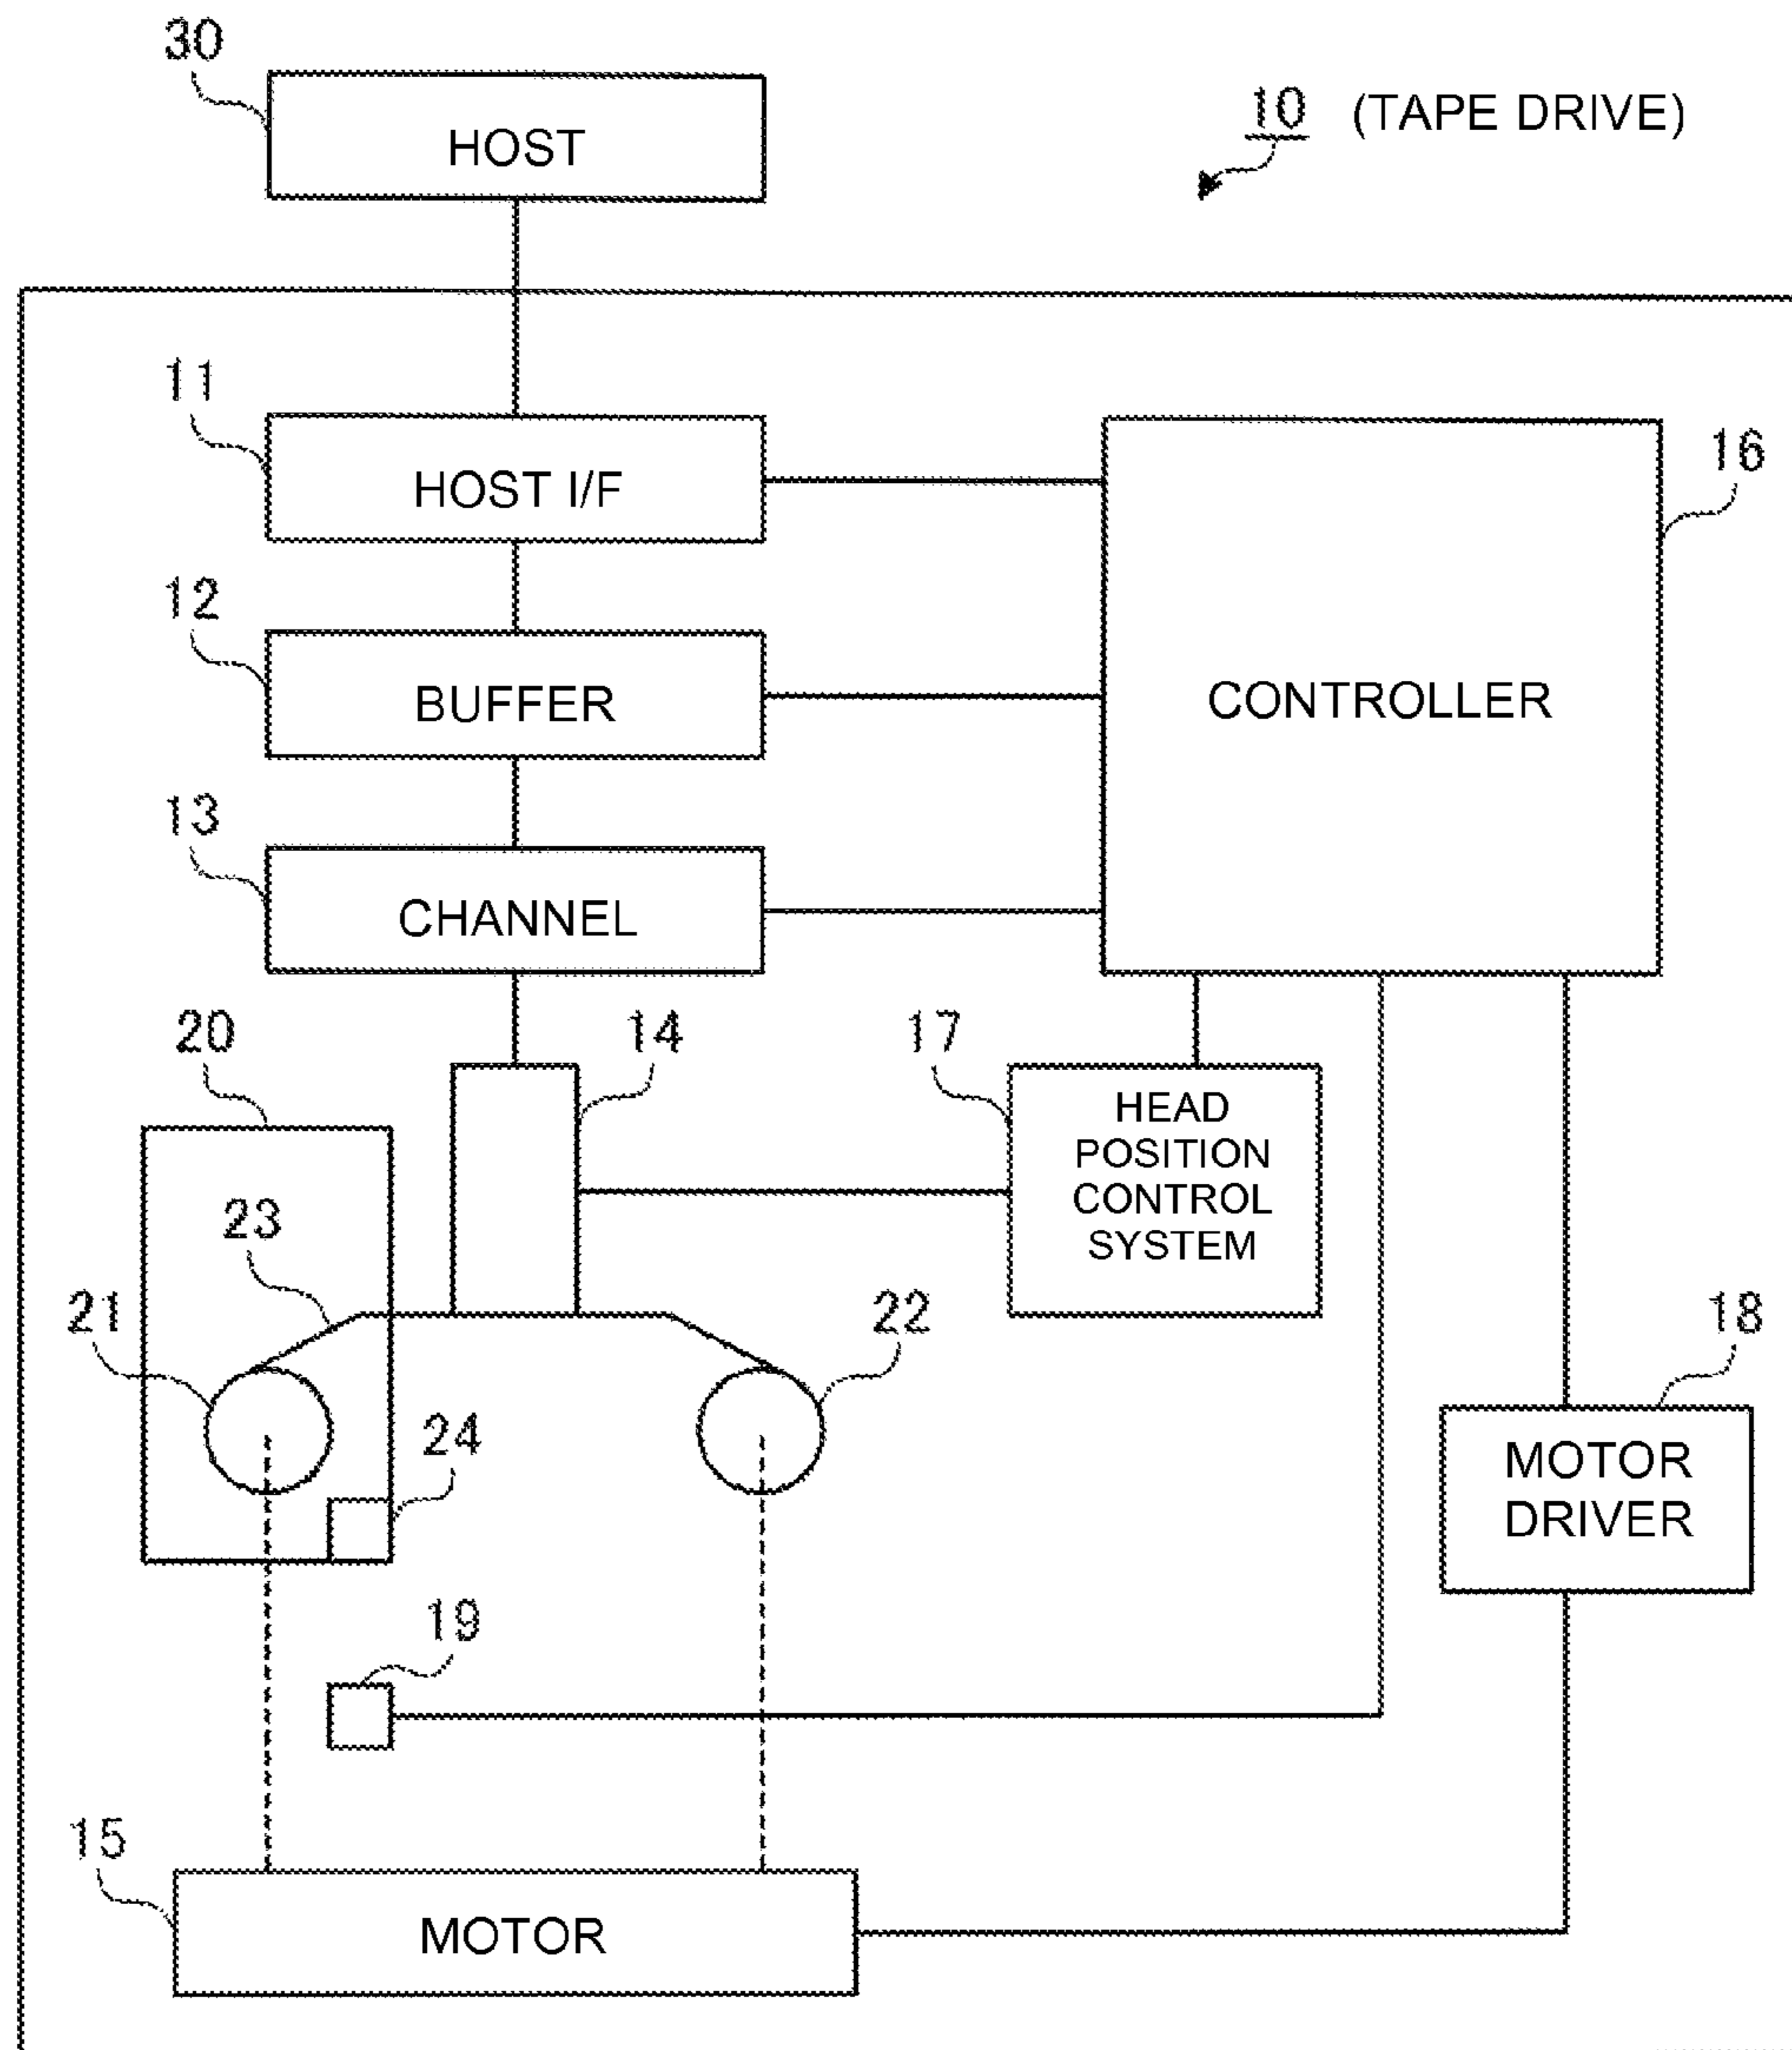 30
HOST
10 (TAPE DRIVE)
11
HOST I/F
16
12
BUFFER
CONTROLLER
13
CHANNEL
20
14
17
HEAD
POSITION
CONTROL
SYSTEM
23
21
22
18
24
MOTOR
DRIVER
19
15
MOTOR